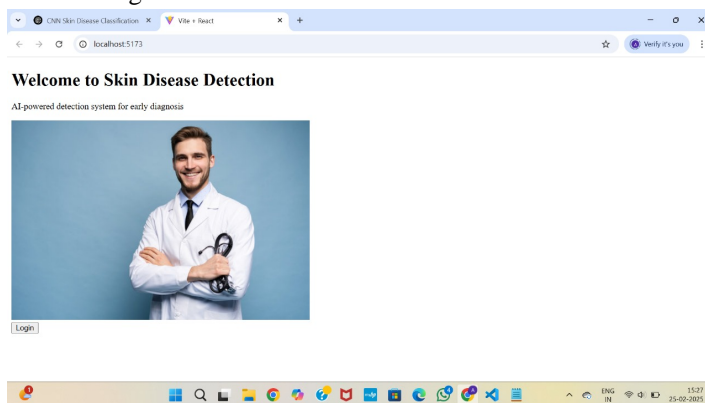 CNN Skin Disease Classification
Vite + React
localhost:5173
Verify it's you
Welcome to Skin Disease Detection
AI-powered detection system for early diagnosis
Login
ENG
IN
15:27
25-02-2025